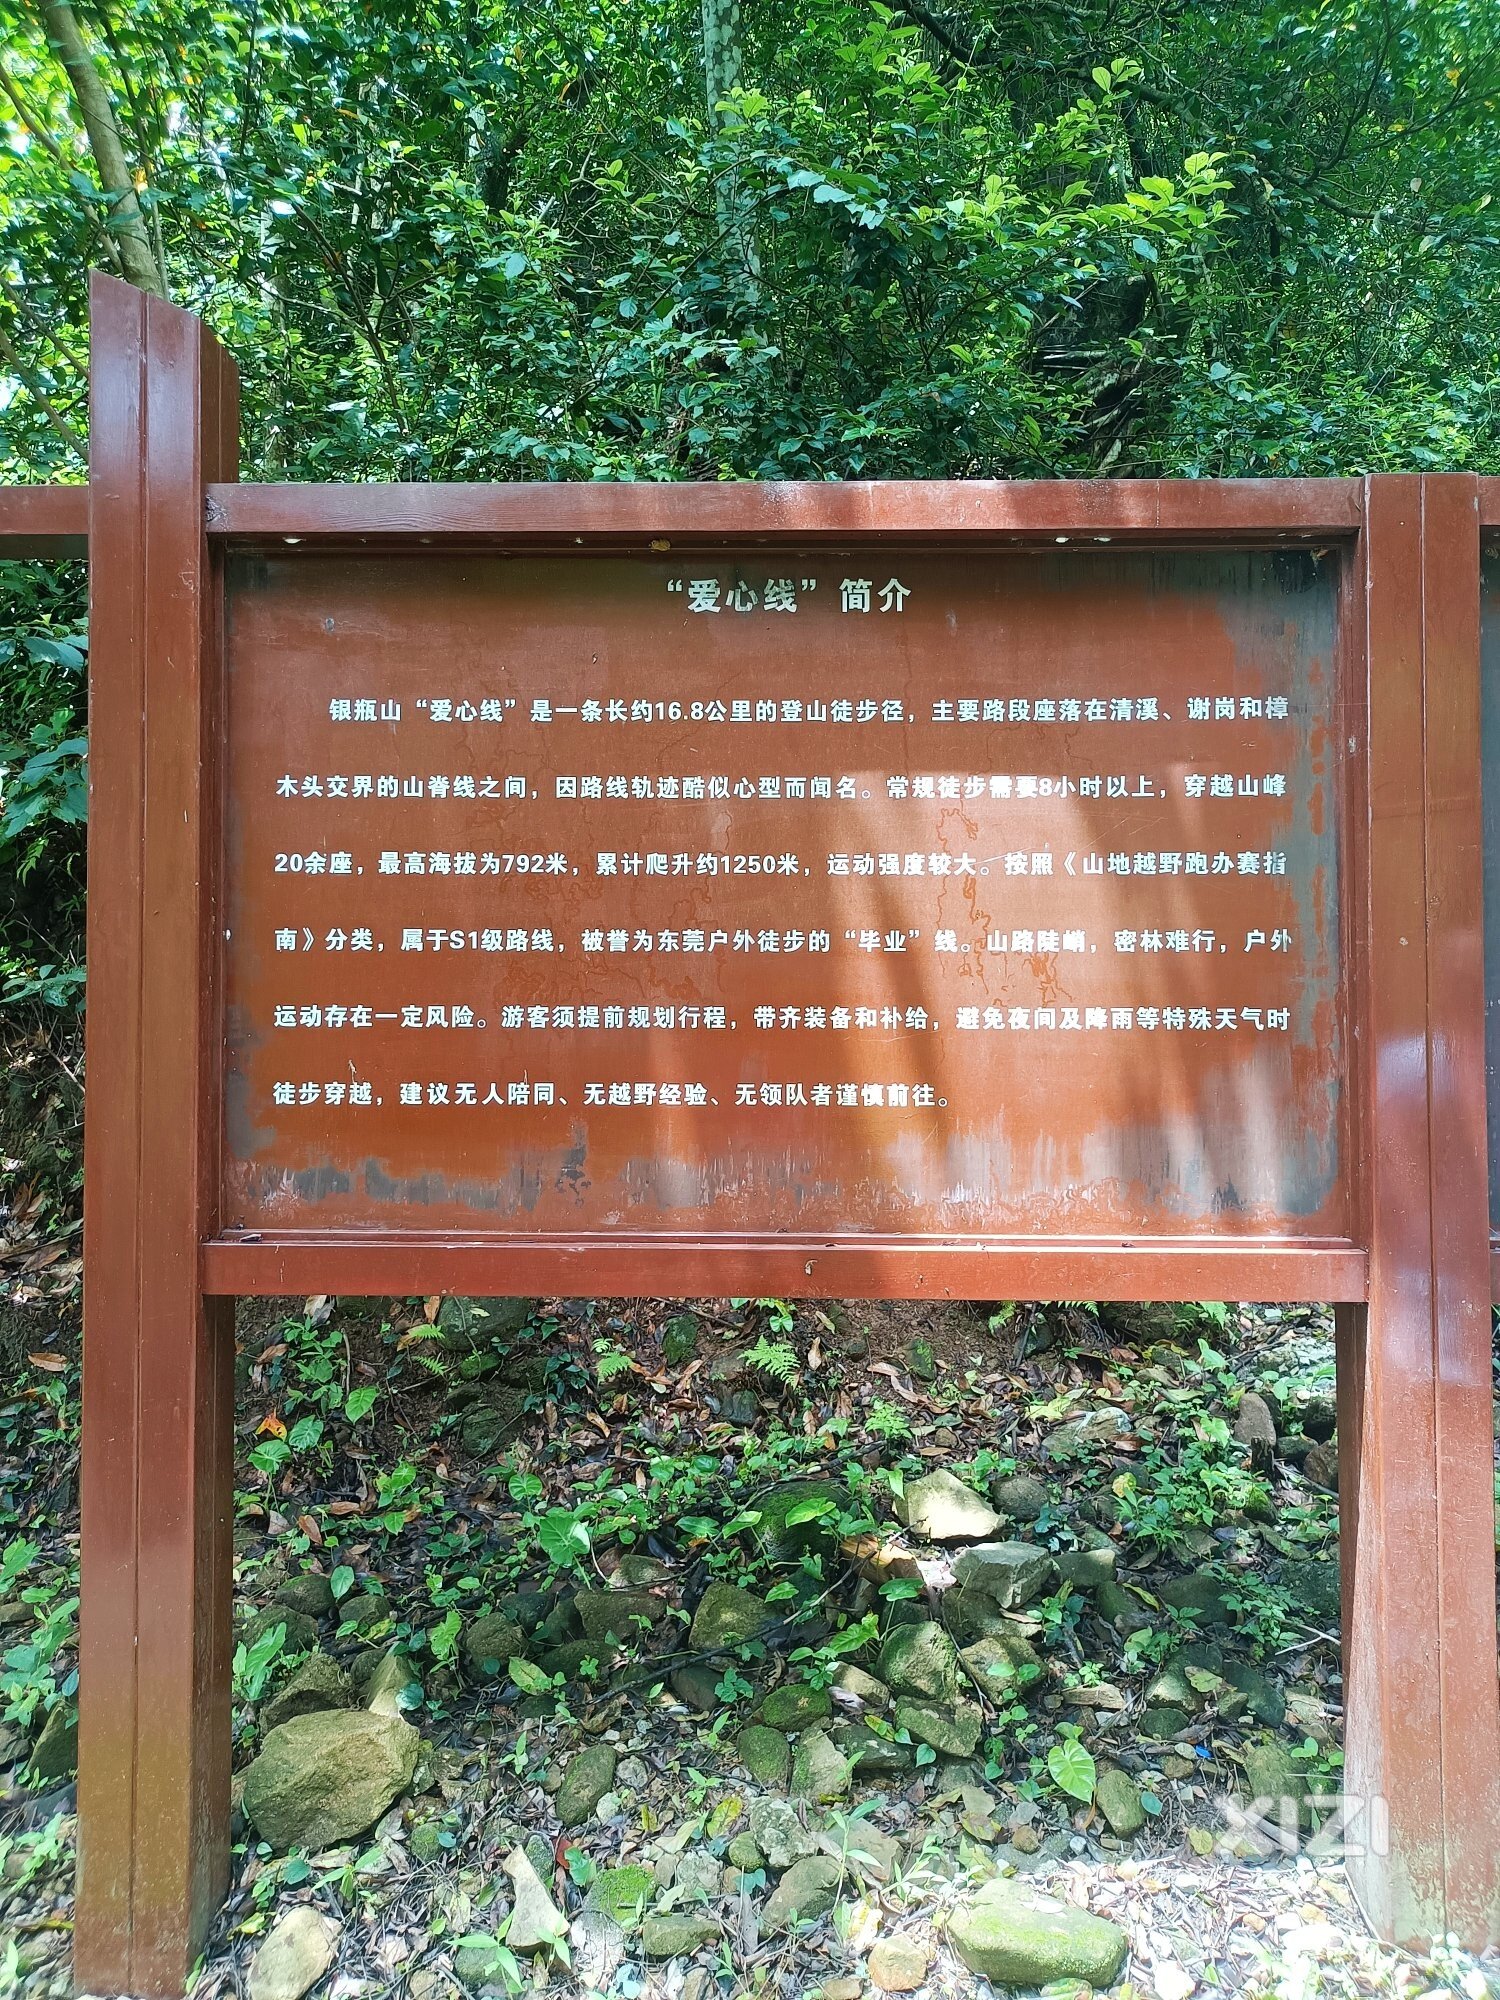 “爱心线”简介
银瓶山“爱心线”是一条长约16.8公里的登山徒步径，主要路段座落在清溪、谢岗和樟
木头交界的山脊线之间，因路线轨迹酷似心型而闻名。常规徒步需要8小时以上，穿越山峰
20余座，最高海拔为792米，累计爬升约1250米，运动强度较大。按照《山地越野跑办赛指
南》分类，属于S1级路线，被誉为东莞户外徒步的“毕业”线。山路陡峭，密林难行，户外
运动存在一定风险。游客须提前规划行程，带齐装备和补给，避免夜间及降雨等特殊天气时
徒步穿越，建议无人陪同、无越野经验、无领队者谨慎前往。
XIZI